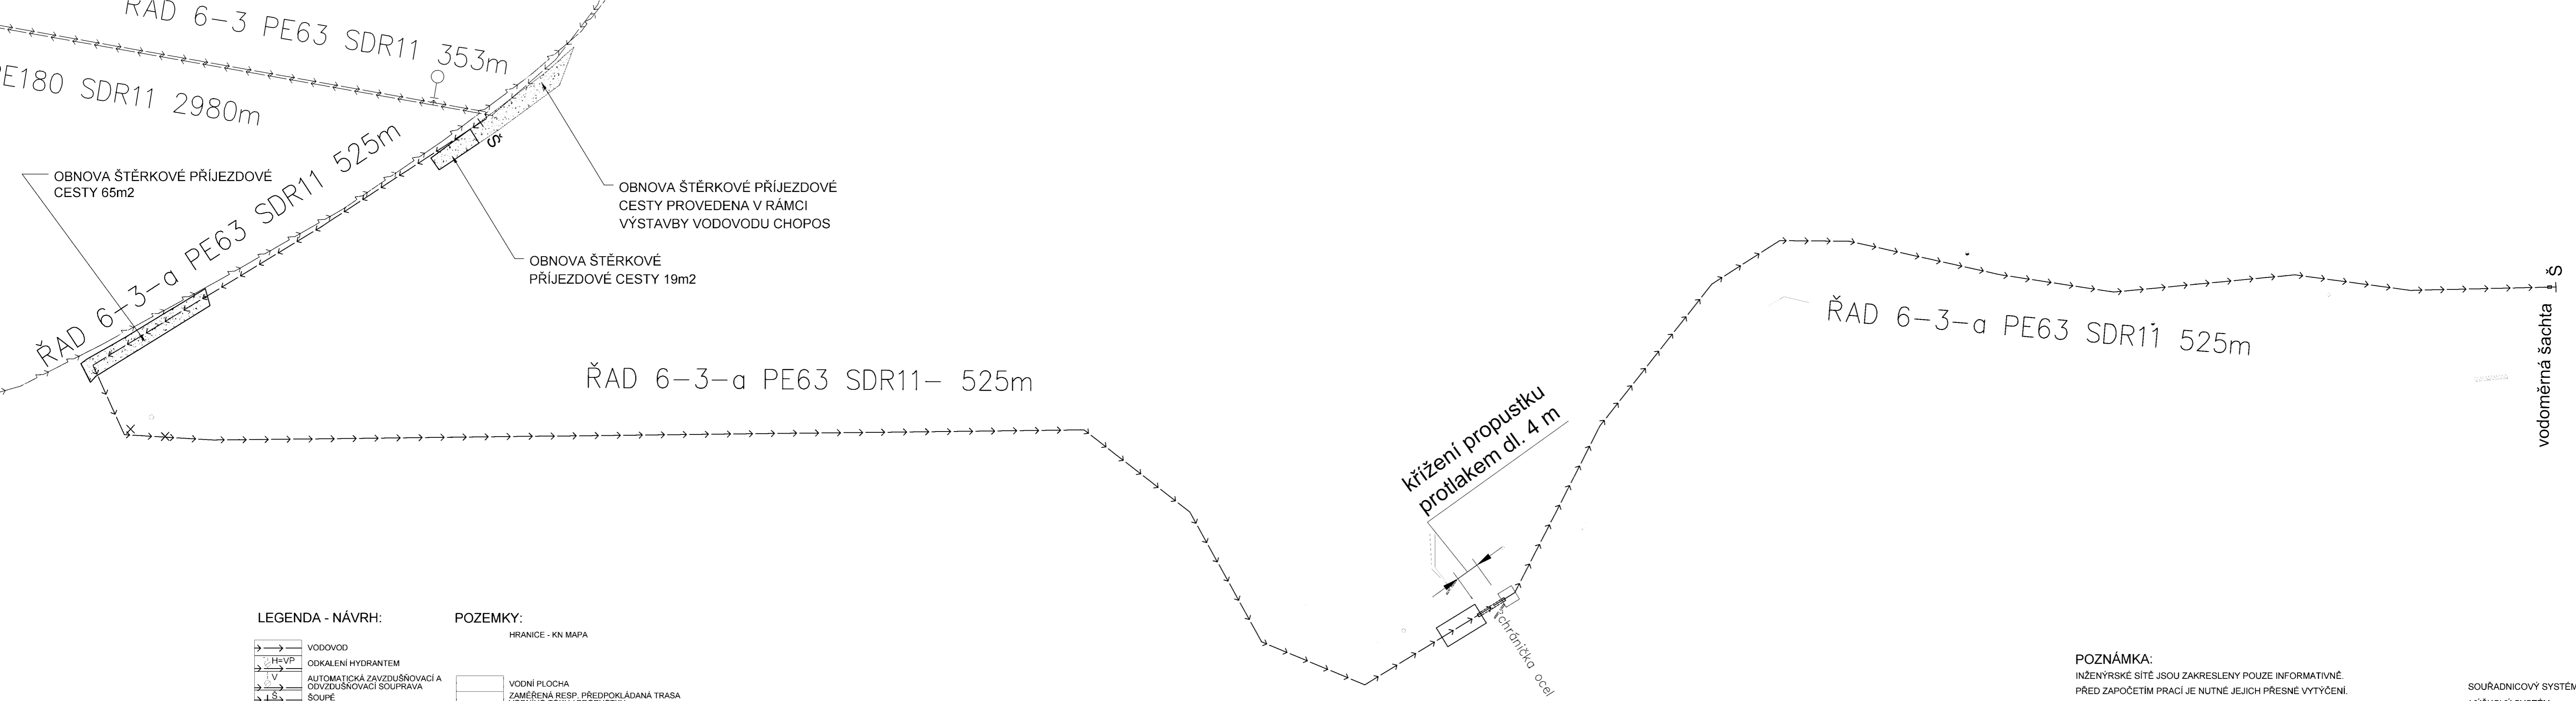 ŘAD 6-3 PE63 SDR11 353m
PE180 SDR11 2980m
ŘAD 6-3-a PE63 SDR11 525m
OBNOVA ŠTĚRKOVÉ PŘÍJEZDOVÉ
CESTY 65m2
Š
OBNOVA ŠTĚRKOVÉ PŘÍJEZDOVÉ
CESTY PROVEDENA V RÁMCI
VÝSTAVBY VODOVODU CHOPOS
OBNOVA ŠTĚRKOVÉ
PŘÍJEZDOVÉ CESTY 19m2
ŘAD 6-3-a PE63 SDR11- 525m
křížení propustku
protlakem dl. 4 m
chránička ocel
ŘAD 6-3-a PE63 SDR11 525m
Š
vodoměrná šachta
LEGENDA - NÁVRH:
VODOVOD
H=VP
ODKALENÍ HYDRANTEM
V
AUTOMATICKÁ ZAVZDUŠŇOVACÍ A
ODVZDUŠŇOVACÍ SOUPRAVA
Š
ŠOUPĚ
POZEMKY:
HRANICE - KN MAPA
VODNÍ PLOCHA
ZAMĚŘENÁ RESP. PŘEDPOKLÁDANÁ TRASA
POZNÁMKA:
INŽENÝRSKÉ SÍTĚ JSOU ZAKRESLENY POUZE INFORMATIVNĚ.
PŘED ZAPOČETÍM PRACÍ JE NUTNÉ JEJICH PŘESNÉ VYTÝČENÍ.
SOUŘADNICOVÝ SYSTÉM